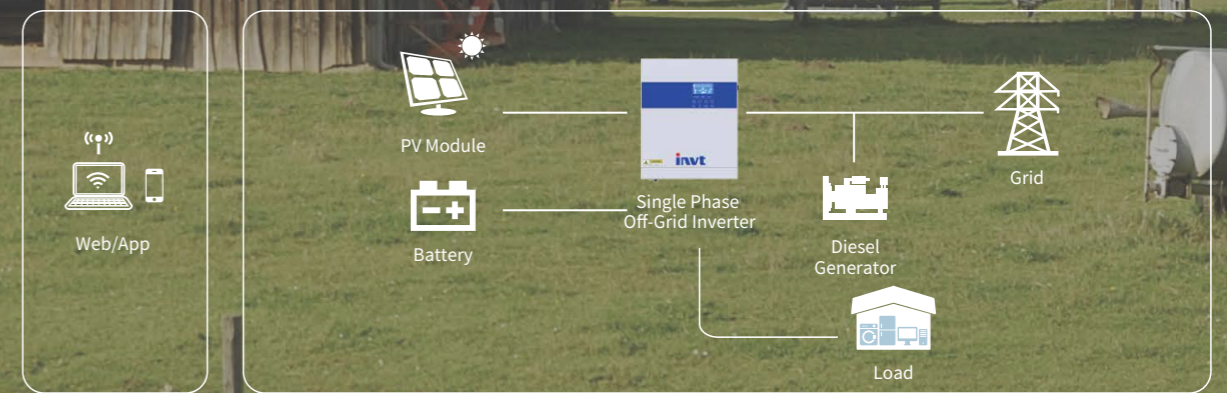 Web/App
PV Module
Battery
invt
Single Phase
Off-Grid Inverter
Diesel
Generator
Grid
Load